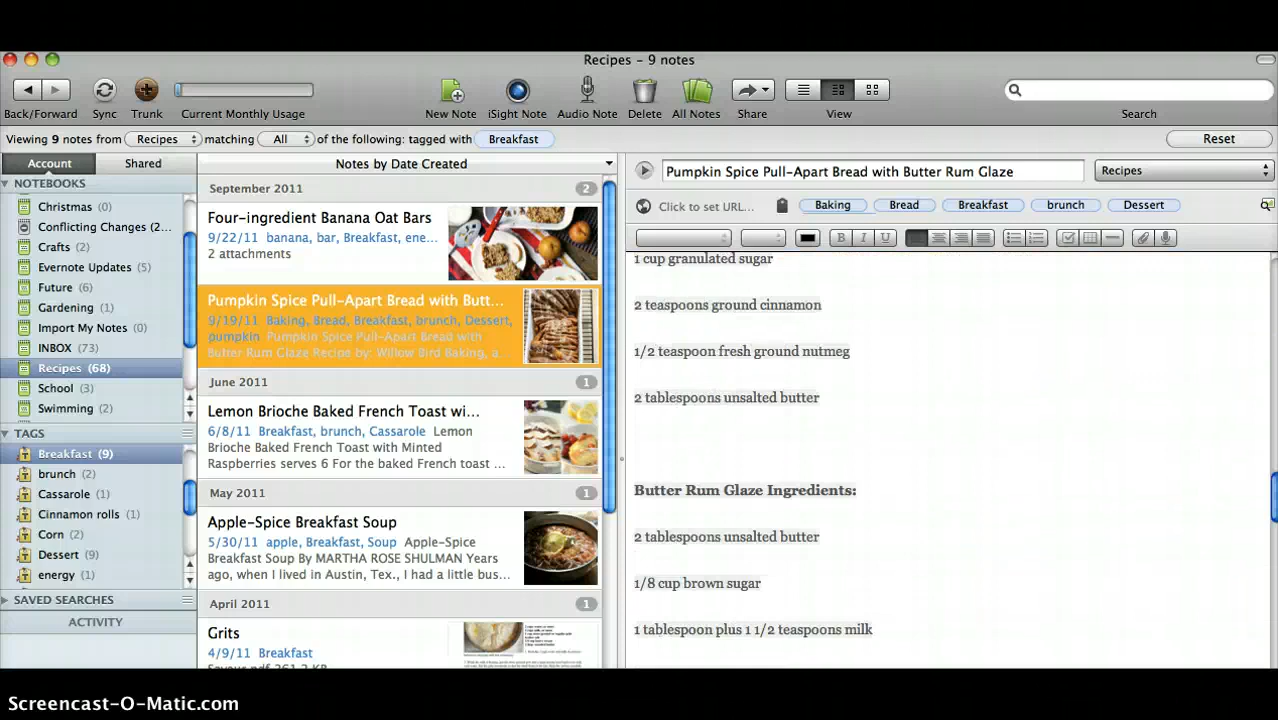 Recipes – 9 notes
Back/Forward
Sync
Trunk
Current Monthly Usage
New Note
iSight Note
Audio Note
Delete
All Notes
Share
View
Search
Viewing 9 notes from Recipes matching All of the following: tagged with Breakfast
Reset
Account
Shared
NOTEBOOKS
Christmas (0)
Conflicting Changes (2...
Crafts (2)
Evernote Updates (5)
Future (6)
Gardening (1)
Import My Notes (0)
INBOX (73)
Recipes (68)
School (3)
Swimming (2)
TAGS
Breakfast (9)
brunch (2)
Cassarole (1)
Cinnamon rolls (1)
Corn (2)
Dessert (9)
energy (1)
SAVED SEARCHES
ACTIVITY
Notes by Date Created
September 2011 2
Four-ingredient Banana Oat Bars
9/22/11 banana, bar, Breakfast, ene...
2 attachments
Pumpkin Spice Pull-Apart Bread with Butt...
9/19/11 Baking, Bread, Breakfast, brunch, Dessert,
pumpkin Pumpkin Spice Pull-Apart Bread with
Butter Rum Glaze Recipe by: Willow Bird Baking, a...
June 2011 1
Lemon Brioche Baked French Toast wi...
6/8/11 Breakfast, brunch, Cassarole Lemon
Brioche Baked French Toast with Minted
Raspberries serves 6 For the baked French toast ...
May 2011 1
Apple-Spice Breakfast Soup
5/30/11 apple, Breakfast, Soup Apple-Spice
Breakfast Soup By MARTHA ROSE SHULMAN Years
ago, when I lived in Austin, Tex., I had a little bus...
April 2011 1
Grits
4/9/11 Breakfast
Pumpkin Spice Pull-Apart Bread with Butter Rum Glaze
Recipes
Click to set URL...
Baking
Bread
Breakfast
brunch
Dessert
B I U
1 cup granulated sugar
2 teaspoons ground cinnamon
1/2 teaspoon fresh ground nutmeg
2 tablespoons unsalted butter
Butter Rum Glaze Ingredients:
2 tablespoons unsalted butter
1/8 cup brown sugar
1 tablespoon plus 1 1/2 teaspoons milk
Screencast-O-Matic.com